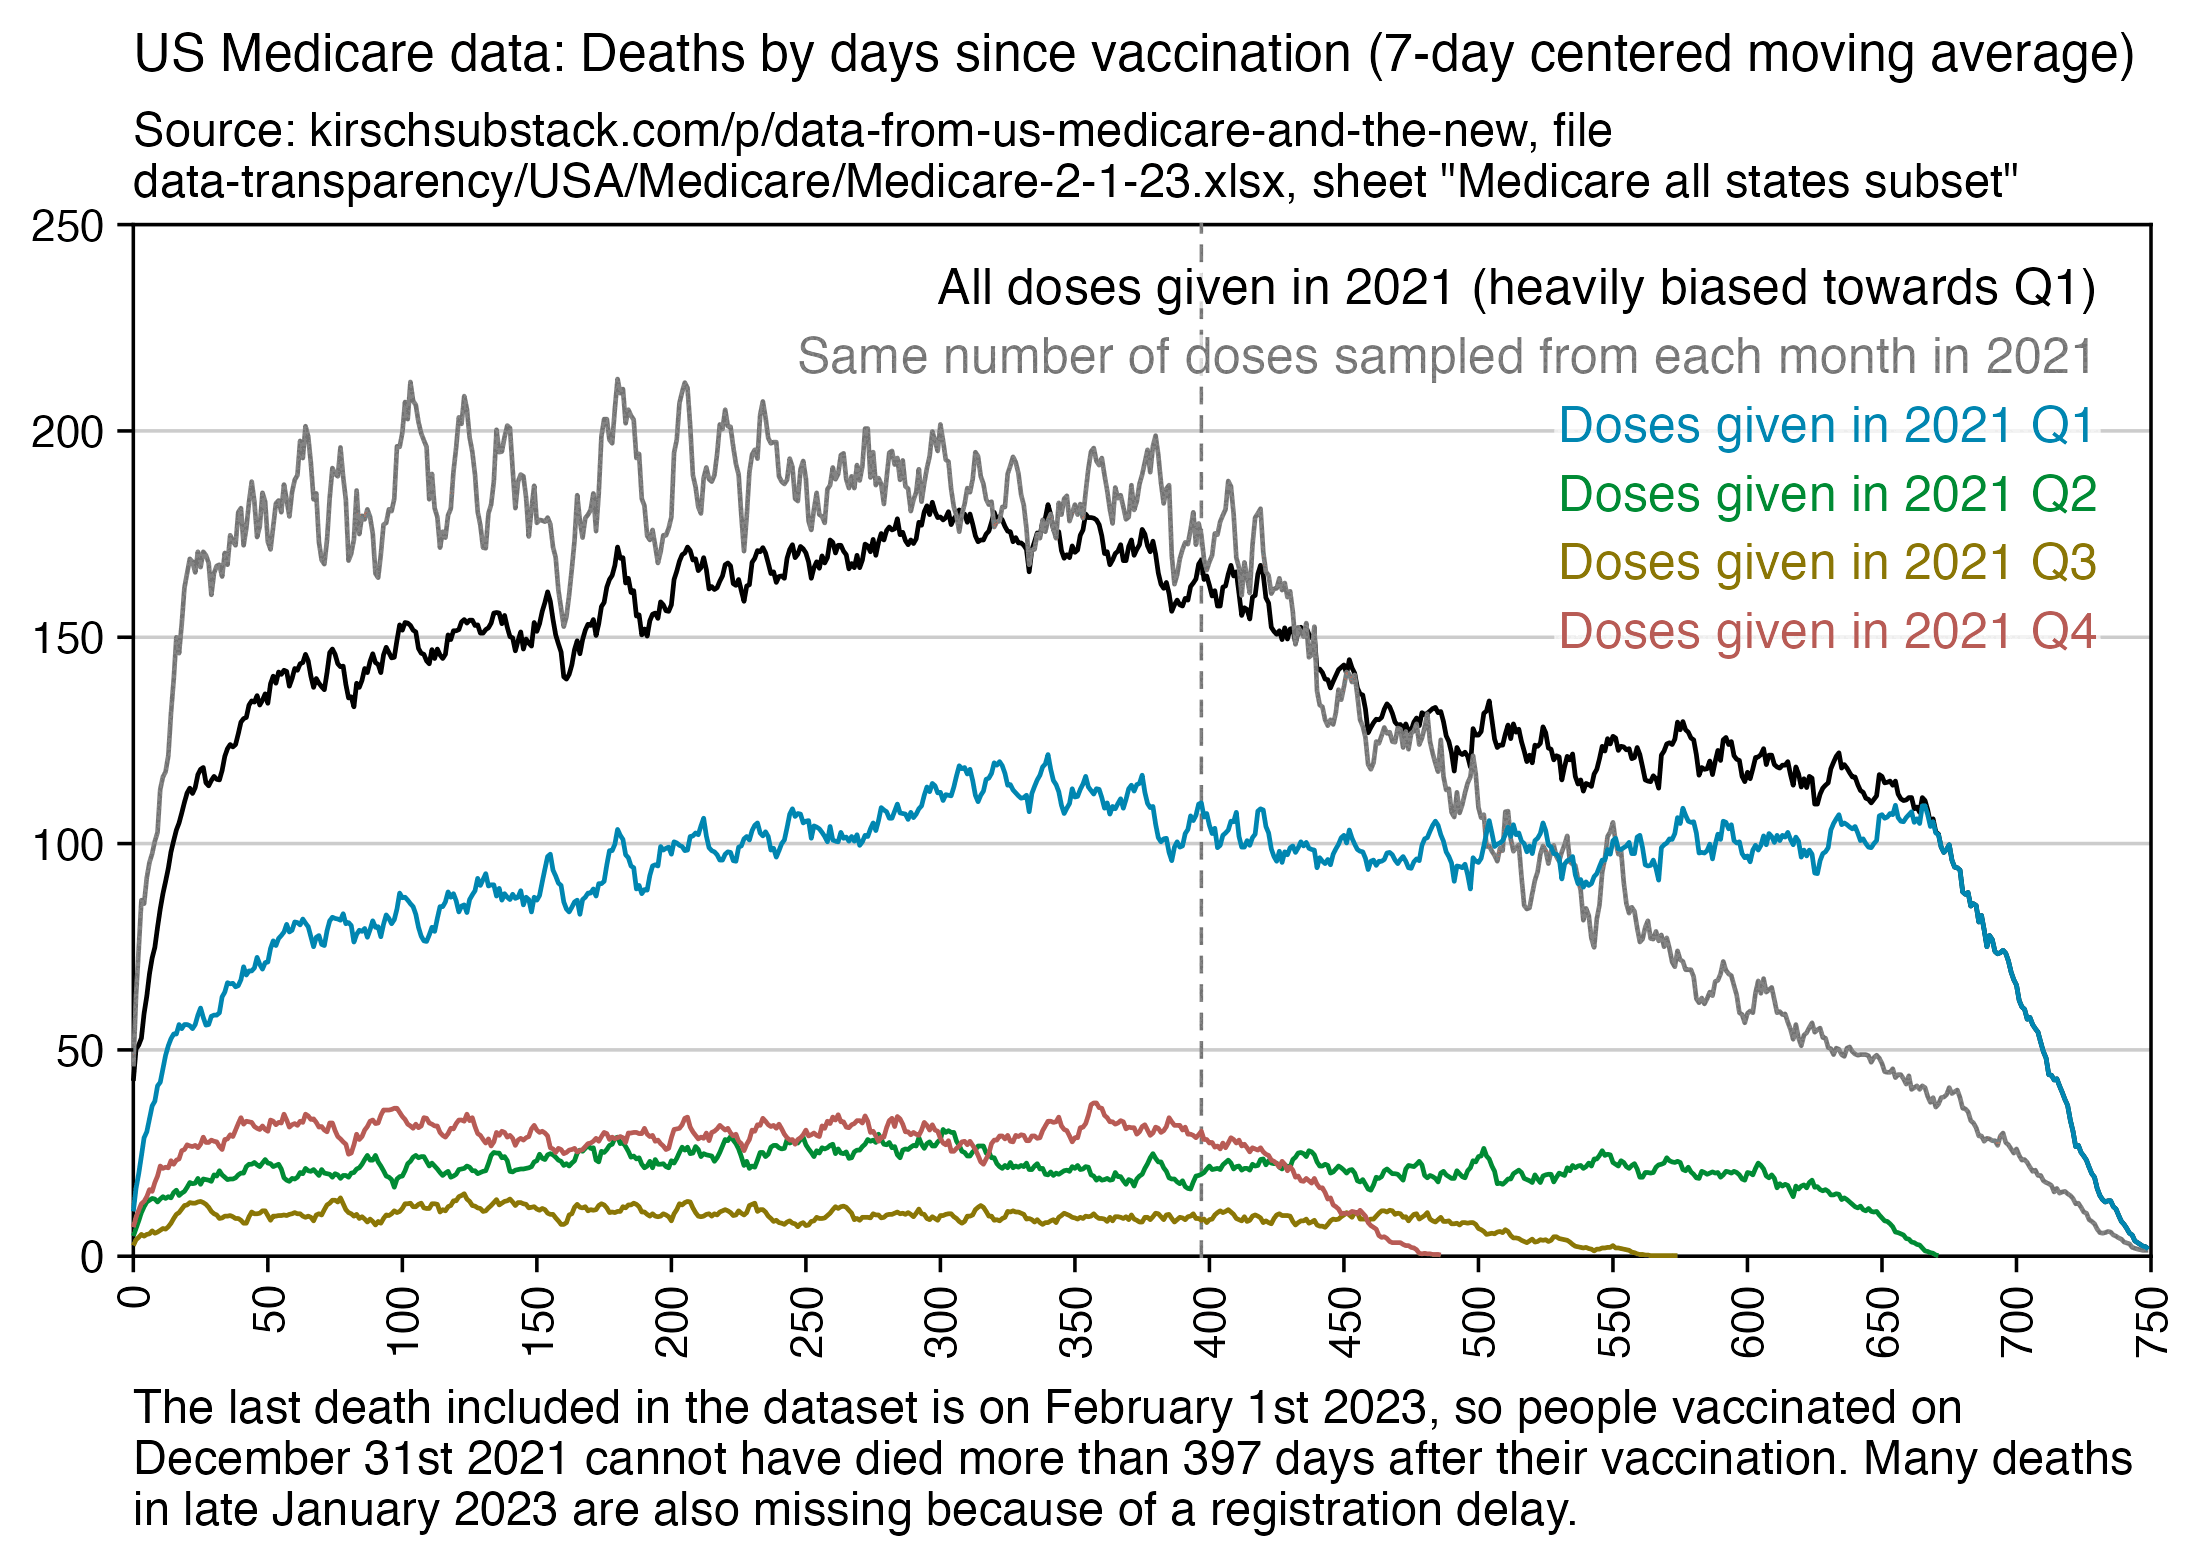 US Medicare data: Deaths by days since vaccination (7-day centered moving average)
Source: kirschsubstack.com/p/data-from-us-medicare-and-the-new, file
data-transparency/USA/Medicare/Medicare-2-1-23.xlsx, sheet "Medicare all states subset"
250
200
150
100
50
0
All doses given in 2021 (heavily biased towards Q1)
Same number of doses sampled from each month in 2021
Doses given in 2021 Q1
Doses given in 2021 Q2
Doses given in 2021 Q3
Doses given in 2021 Q4
0 50 100 150 200 250 300 350 400 450 500 550 600 650 700 750
The last death included in the dataset is on February 1st 2023, so people vaccinated on
December 31st 2021 cannot have died more than 397 days after their vaccination. Many deaths
in late January 2023 are also missing because of a registration delay.